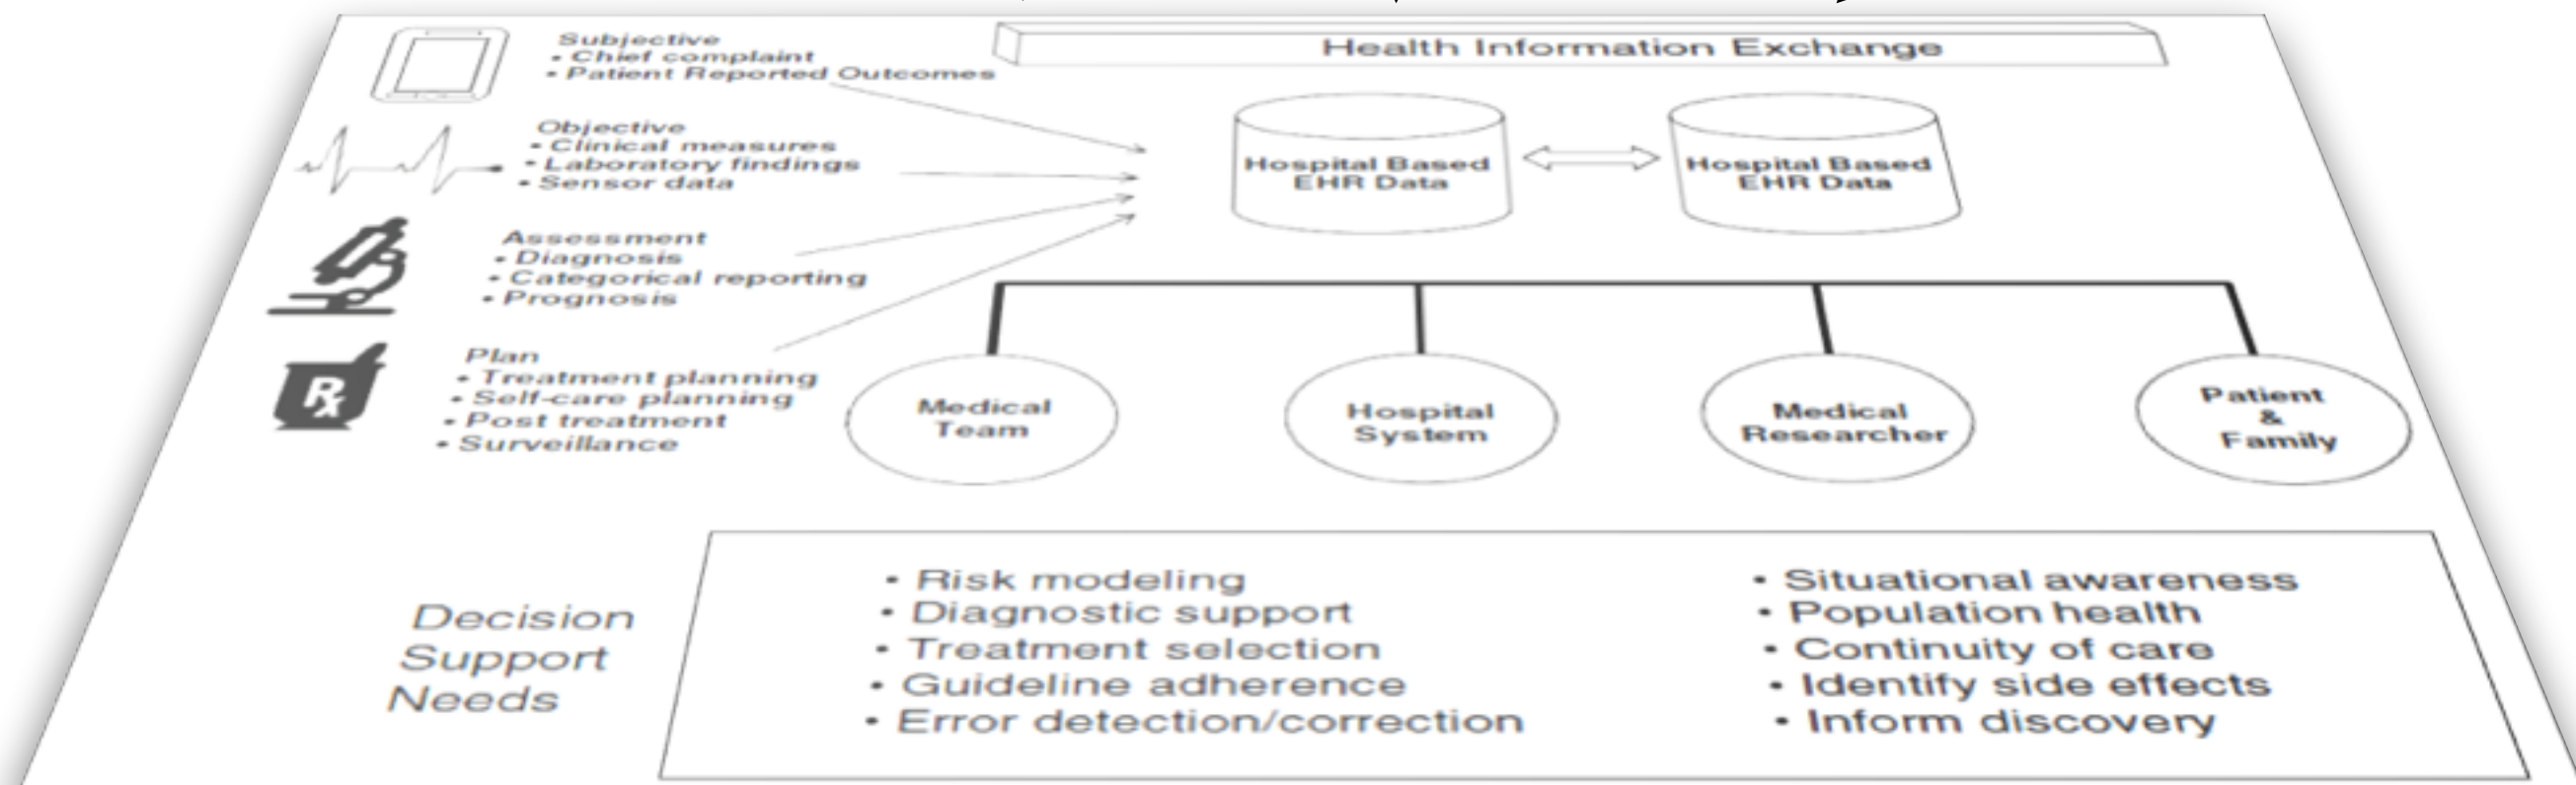 Subjective
• Chief complaint
• Patient Reported Outcomes
Objective
• Clinical measures
• Laboratory findings
• Sensor data
Assessment
• Diagnosis
• Categorical reporting
• Prognosis
Plan
• Treatment planning
• Self-care planning
• Post treatment
• Surveillance
Rx
Health Information Exchange
Hospital Based
EHR Data
Hospital Based
EHR Data
Medical
Team
Hospital
System
Medical
Researcher
Patient
&
Family
Decision
Support
Needs
• Risk modeling
• Diagnostic support
• Treatment selection
• Guideline adherence
• Error detection/correction
• Situational awareness
• Population health
• Continuity of care
• Identify side effects
• Inform discovery